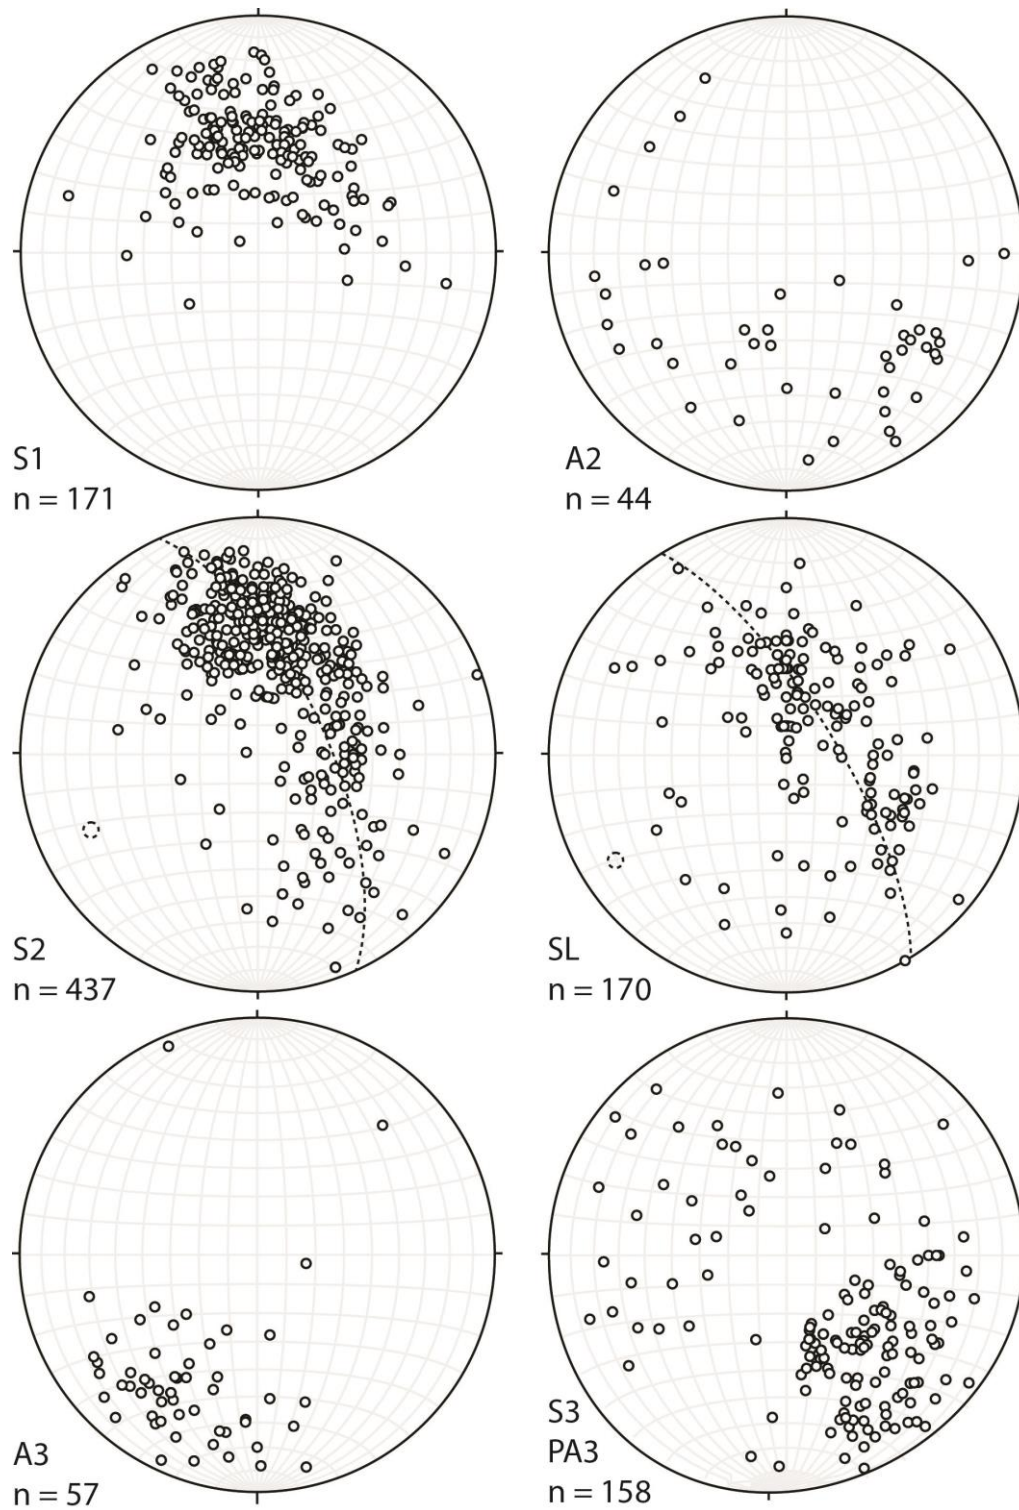 S1
n = 171
A2
n = 44
S2
n = 437
SL
n = 170
A3
n = 57
S3
PA3
n = 158